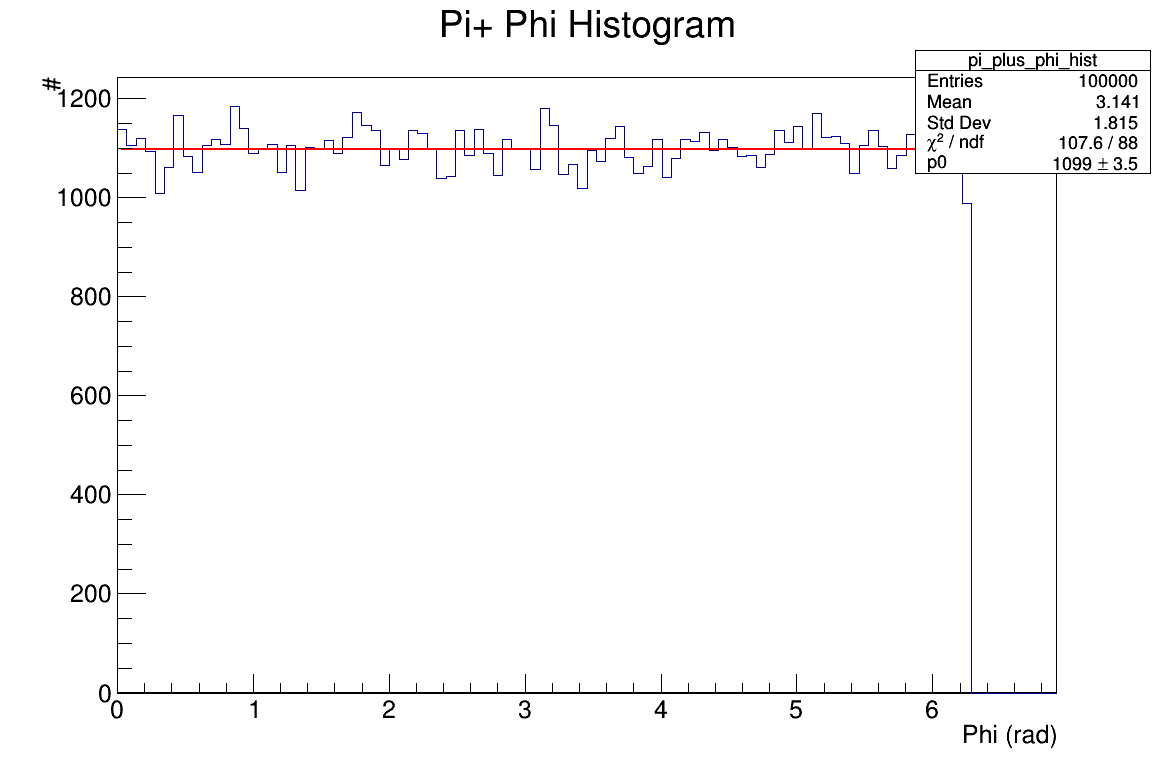 Pi+ Phi Histogram
pi_plus_phi_hist
Entries 100000
Mean 3.141
Std Dev 1.815
χ² / ndf 107.6 / 88
p0 1099 ± 3.5
#
1200
1000
800
600
400
200
0
0 1 2 3 4 5 6
Phi (rad)